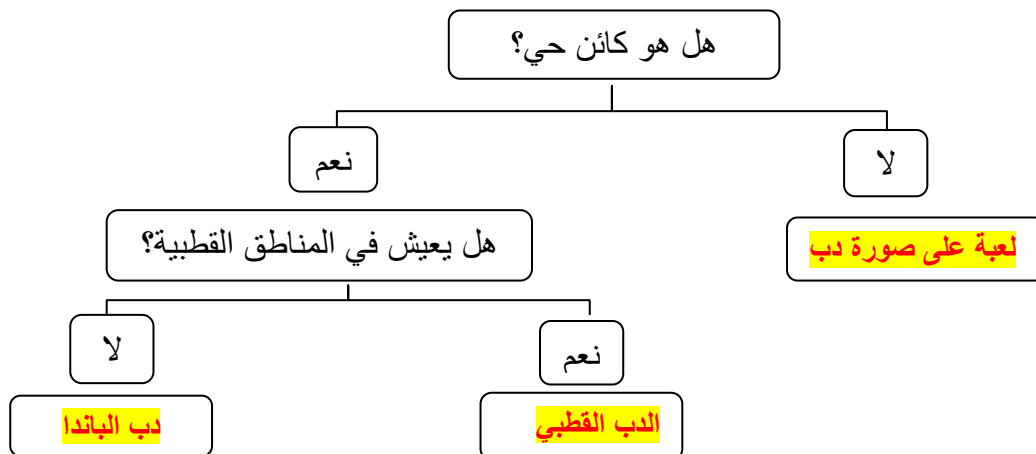 هل هو كائن حي؟
لا
نعم
لعبة على صورة دب
هل يعيش في المناطق القطبية؟
نعم
لا
الدب القطبي
دب الباندا